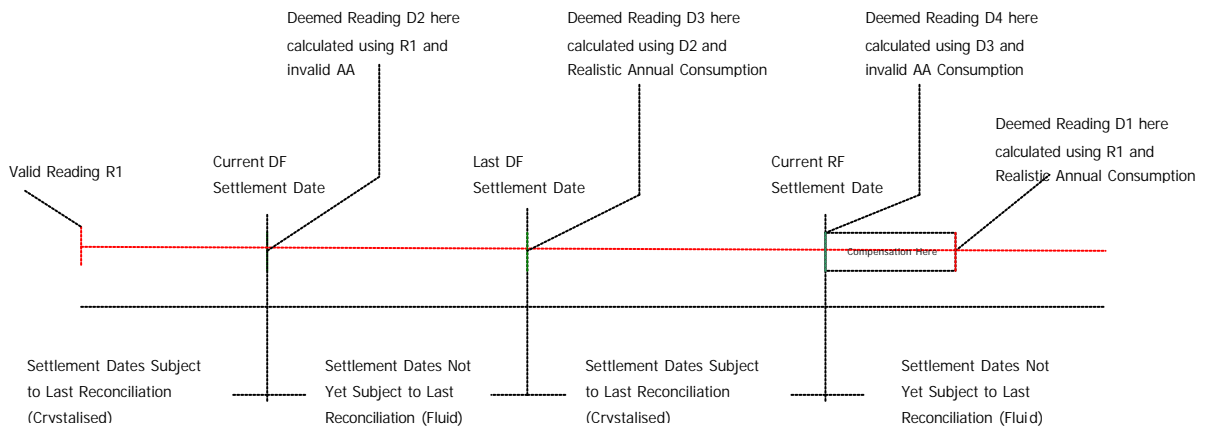 Deemed Reading D2 here
calculated using R1 and
invalid AA
Deemed Reading D3 here
calculated using D2 and
Realistic Annual Consumption
Deemed Reading D4 here
calculated using D3 and
invalid AA Consumption
Deemed Reading D1 here
calculated using R1 and
Realistic Annual Consumption
Valid Reading R1
Current DF
Settlement Date
Last DF
Settlement Date
Current RF
Settlement Date
Compensation Here
Settlement Dates Subject
to Last Reconciliation
(Crystalised)
Settlement Dates Not
Yet Subject to Last
Reconciliation (Fluid)
Settlement Dates Subject
to Last Reconciliation
(Crystalised)
Settlement Dates Not
Yet Subject to Last
Reconciliation (Fluid)